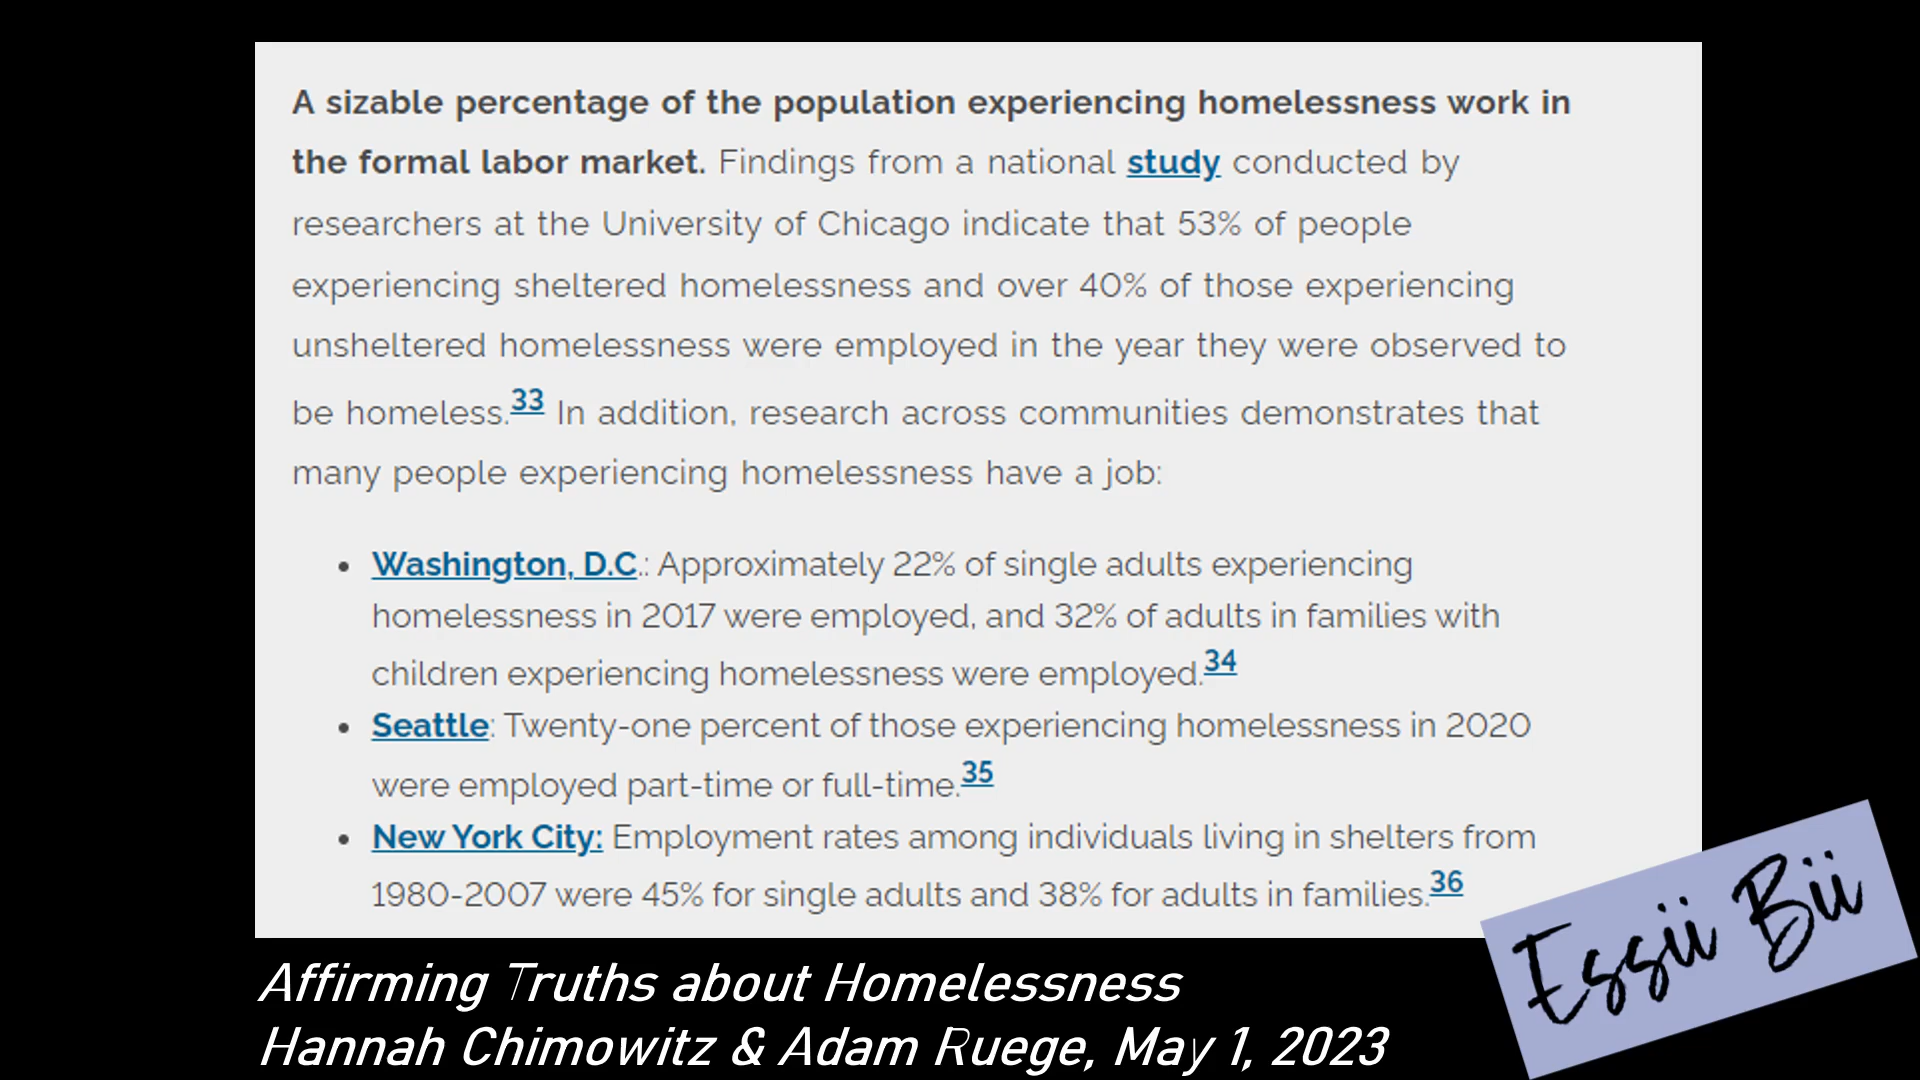 A sizable percentage of the population experiencing homelessness work in
the formal labor market. Findings from a national study conducted by
researchers at the University of Chicago indicate that 53% of people
experiencing sheltered homelessness and over 40% of those experiencing
unsheltered homelessness were employed in the year they were observed to
be homeless.33 In addition, research across communities demonstrates that
many people experiencing homelessness have a job:
• Washington, D.C.: Approximately 22% of single adults experiencing
homelessness in 2017 were employed, and 32% of adults in families with
children experiencing homelessness were employed.34
• Seattle: Twenty-one percent of those experiencing homelessness in 2020
were employed part-time or full-time.35
• New York City: Employment rates among individuals living in shelters from
1980-2007 were 45% for single adults and 38% for adults in families.36
Affirming Truths about Homelessness
Hannah Chimowitz & Adam Ruege, May 1, 2023
Essii Bii